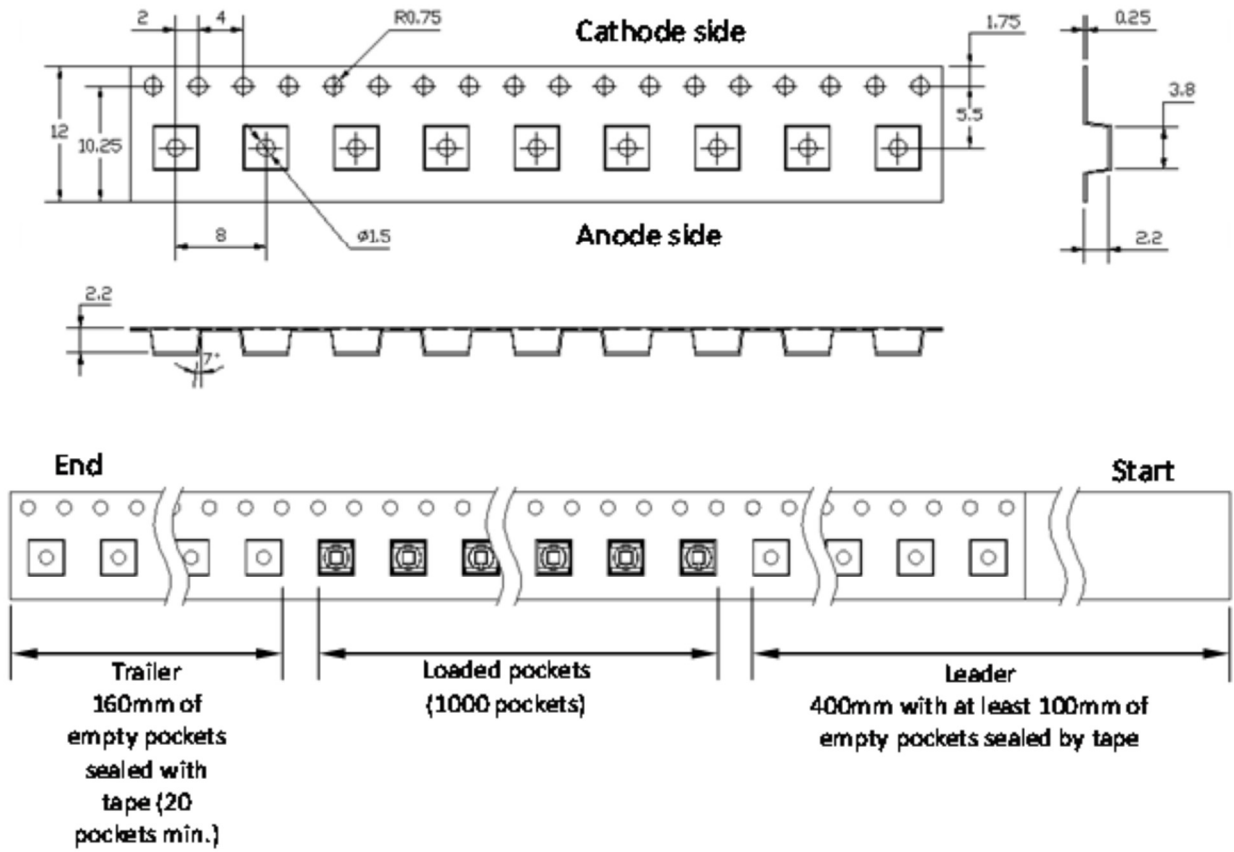 2
4
R0.75
Cathode side
1.75
0.25
12
10.25
5.5
3.8
8
ø1.5
Anode side
2.2
2.2
7°
End
Start
Trailer
160mm of
empty pockets
sealed with
tape (20
pockets min.)
Loaded pockets
(1000 pockets)
Leader
400mm with at least 100mm of
empty pockets sealed by tape